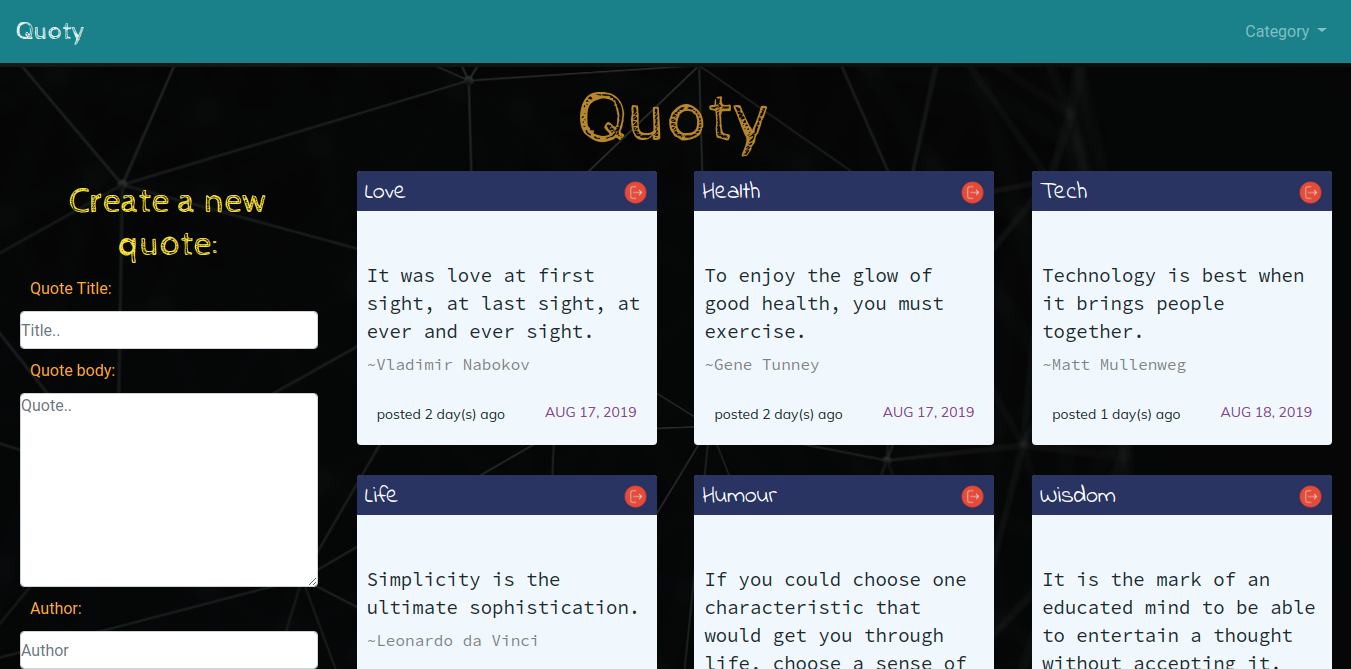 Quoty
Category
Quoty
Create a new
quote:
Quote Title:
Title..
Quote body:
Quote..
Author:
Author
Love
It was love at first
sight, at last sight, at
ever and ever sight.
~Vladimir Nabokov
posted 2 day(s) ago
AUG 17, 2019
Health
To enjoy the glow of
good health, you must
exercise.
~Gene Tunney
posted 2 day(s) ago
AUG 17, 2019
Tech
Technology is best when
it brings people
together.
~Matt Mullenweg
posted 1 day(s) ago
AUG 18, 2019
Life
Simplicity is the
ultimate sophistication.
~Leonardo da Vinci
Humour
If you could choose one
characteristic that
would get you through
life, choose a sense of
Wisdom
It is the mark of an
educated mind to be able
to entertain a thought
without accepting it.